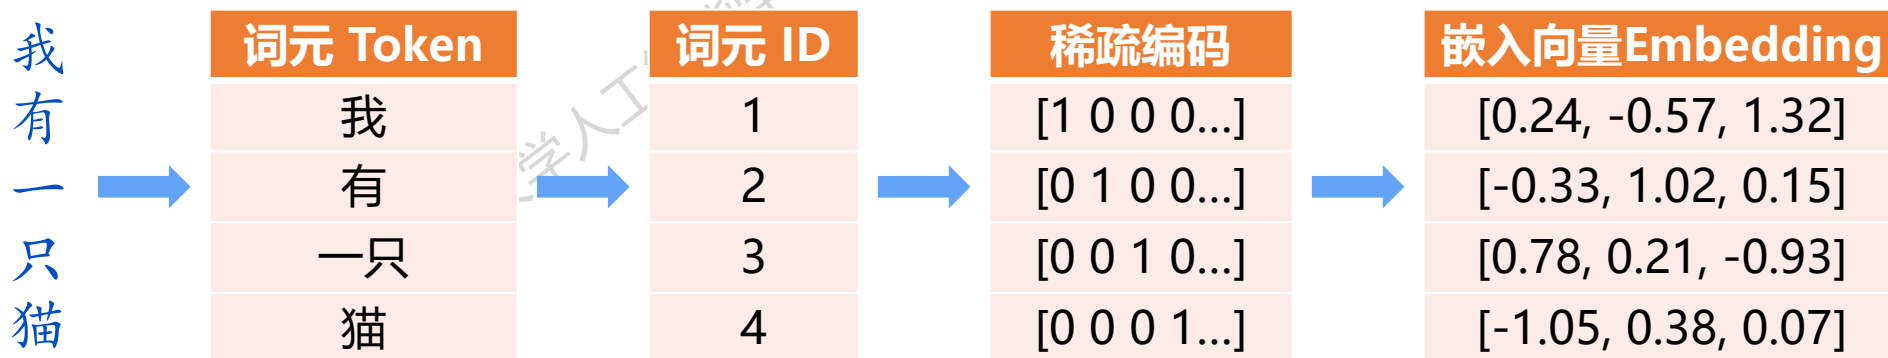 我
有
一
只
猫
词元 Token
我
有
一只
猫
词元 ID
1
2
3
4
稀疏编码
[1 0 0 0...]
[0 1 0 0...]
[0 0 1 0...]
[0 0 0 1...]
嵌入向量Embedding
[0.24, -0.57, 1.32]
[-0.33, 1.02, 0.15]
[0.78, 0.21, -0.93]
[-1.05, 0.38, 0.07]
学人工